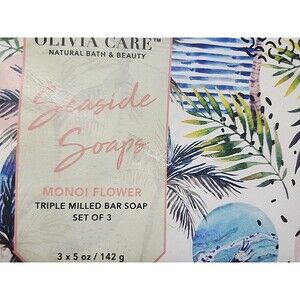 OLIVIA CARE™
NATURAL BATH & BEAUTY
Seaside
Soaps
MONOI FLOWER
TRIPLE MILLED BAR SOAP
SET OF 3
3 x 5 oz / 142 g